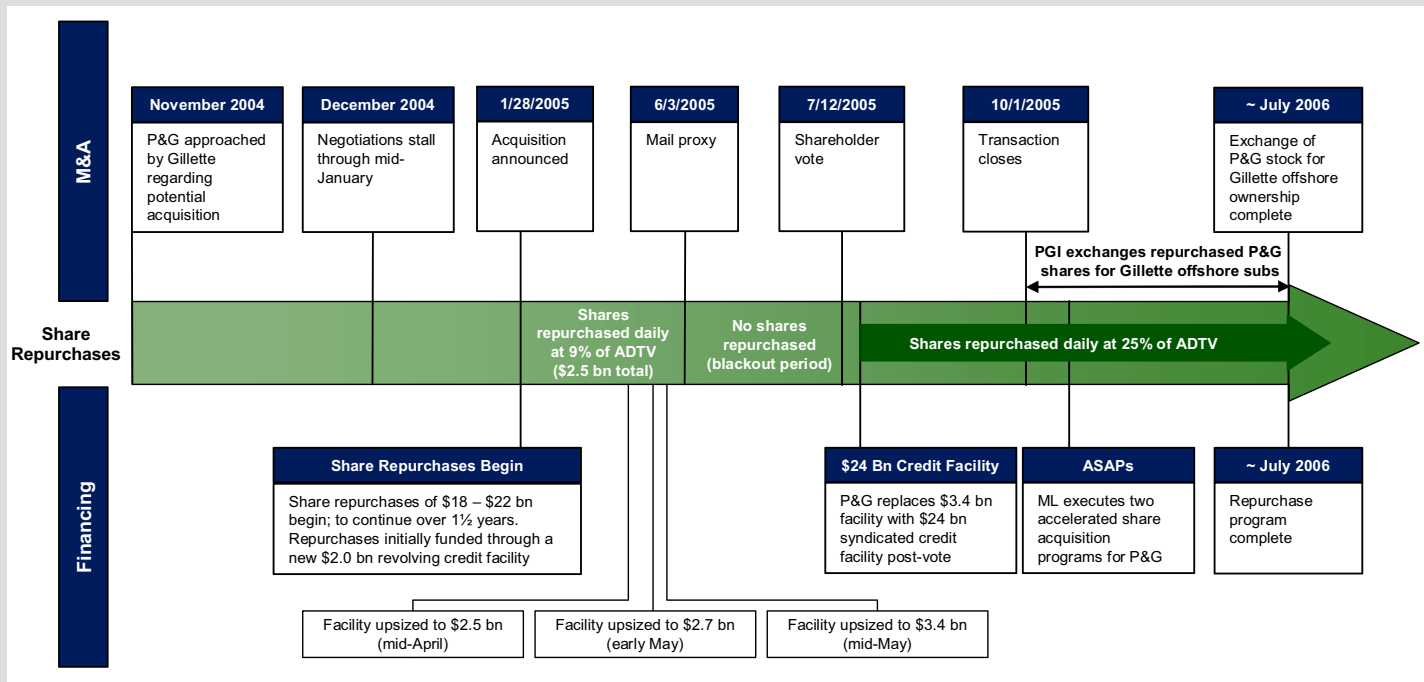 M&A
November 2004
P&G approached
by Gillette
regarding
potential
acquisition
December 2004
Negotiations stall
through mid-
January
1/28/2005
Acquisition
announced
6/3/2005
Mail proxy
7/12/2005
Shareholder
vote
10/1/2005
Transaction
closes
~ July 2006
Exchange of
P&G stock for
Gillette offshore
ownership
complete
PGI exchanges repurchased P&G
shares for Gillette offshore subs
Share
Repurchases
Shares
repurchased daily
at 9% of ADTV
($2.5 bn total)
No shares
repurchased
(blackout period)
Shares repurchased daily at 25% of ADTV
Financing
Share Repurchases Begin
Share repurchases of $18 – $22 bn
begin; to continue over 1½ years.
Repurchases initially funded through a
new $2.0 bn revolving credit facility
$24 Bn Credit Facility
P&G replaces $3.4 bn
facility with $24 bn
syndicated credit
facility post-vote
ASAPs
ML executes two
accelerated share
acquisition
programs for P&G
~ July 2006
Repurchase
program
complete
Facility upsized to $2.5 bn
(mid-April)
Facility upsized to $2.7 bn
(early May)
Facility upsized to $3.4 bn
(mid-May)